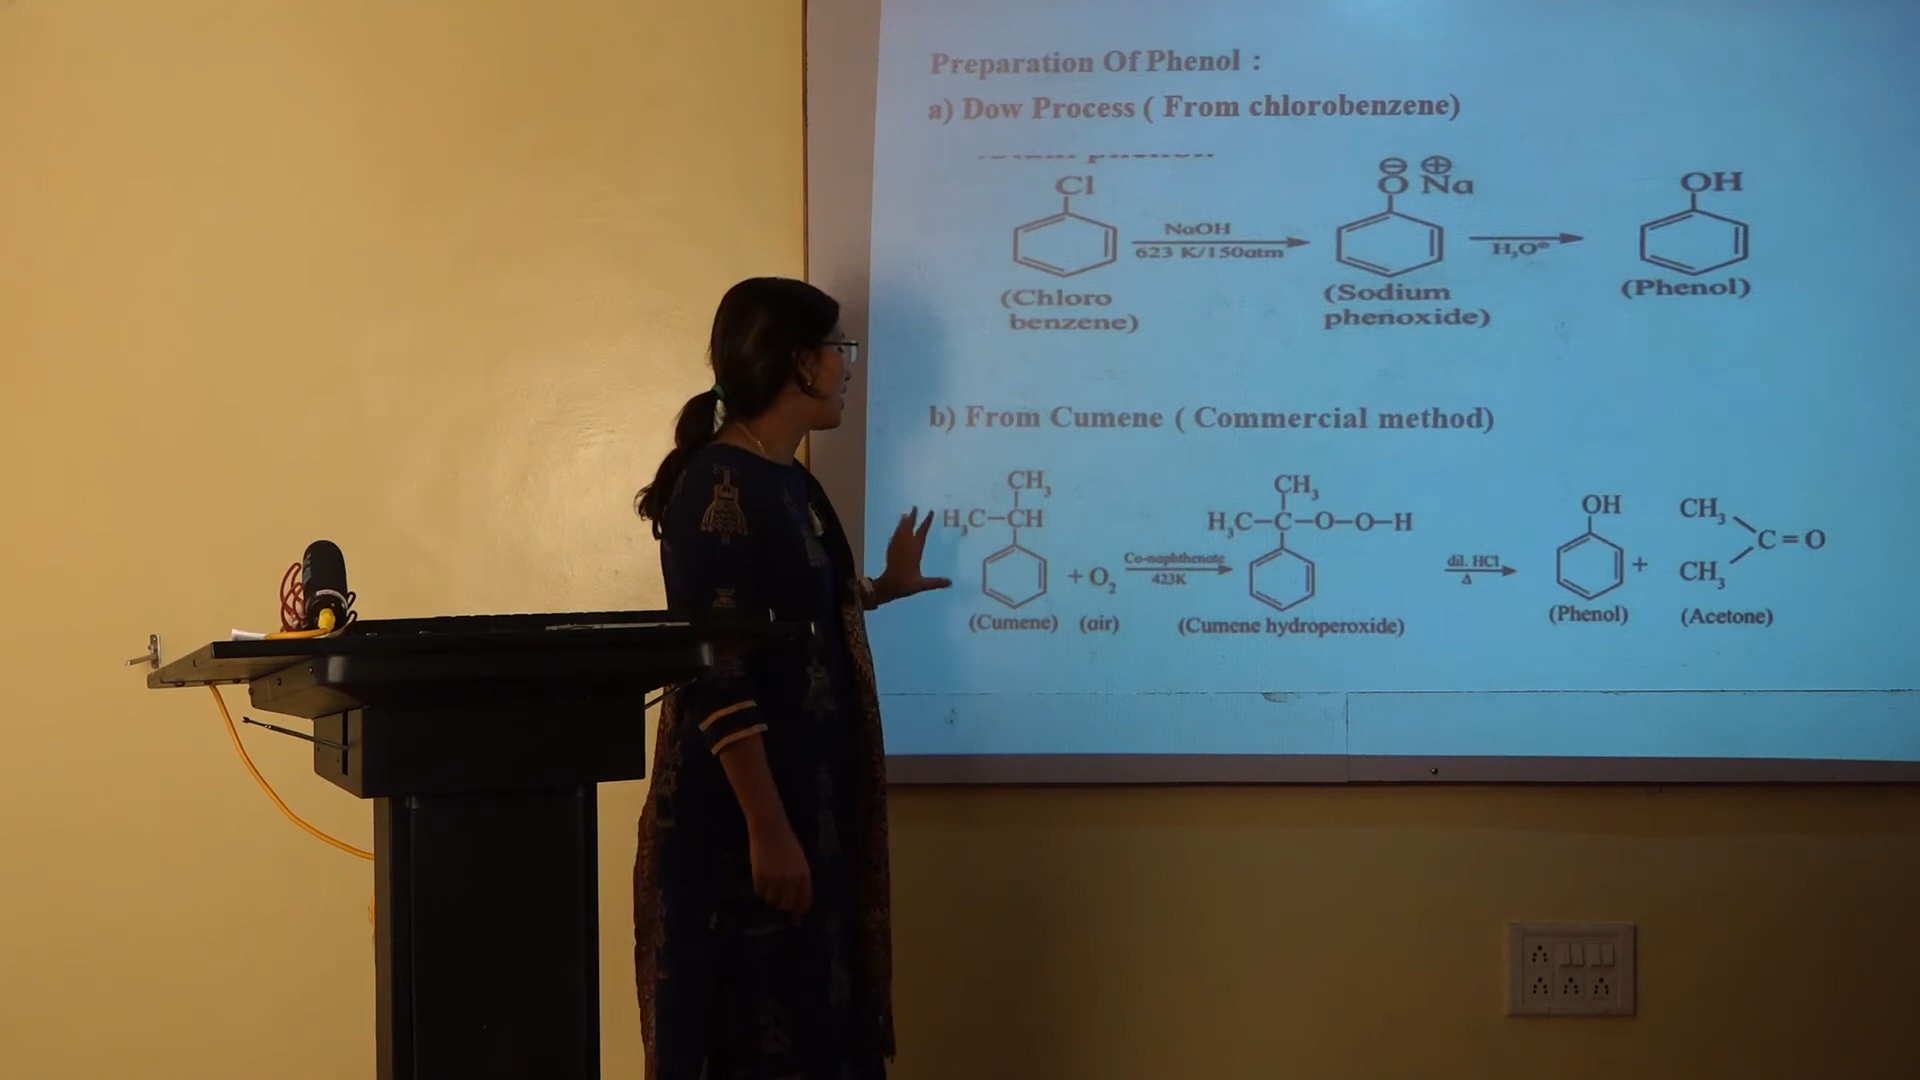 Preparation Of Phenol :
a) Dow Process ( From chlorobenzene)
Cl
NaOH
623 K/150atm
(Chloro
benzene)
⊖ ⊕
O Na
(Sodium
phenoxide)
H₃O⊕
OH
(Phenol)
b) From Cumene ( Commercial method)
CH₃
H₃C–CH
(Cumene)
+ O₂
(air)
Co-naphthenate
423K
CH₃
H₃C–C–O–O–H
(Cumene hydroperoxide)
dil. HCl
Δ
OH
(Phenol)
+
CH₃
C=O
CH₃
(Acetone)